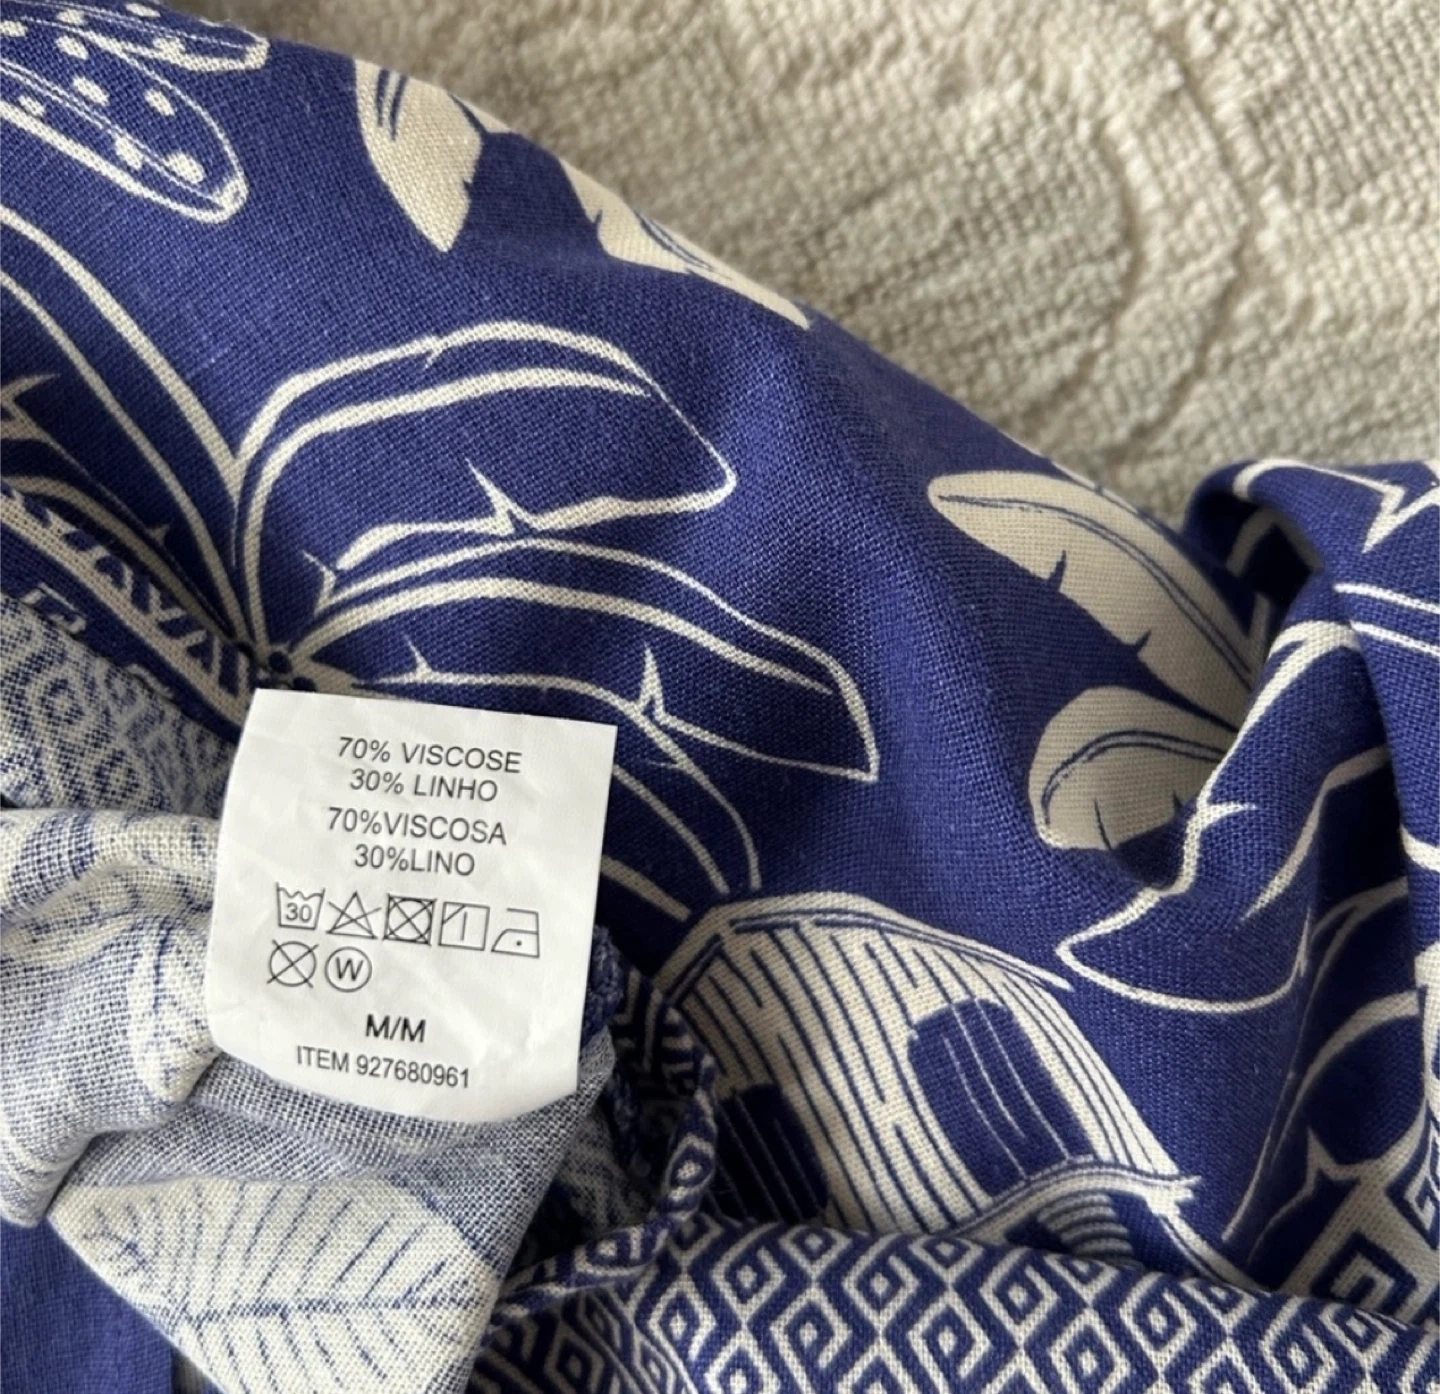 70% VISCOSE
30% LINHO
70%VISCOSA
30%LINO
30
W
M/M
ITEM 927680961